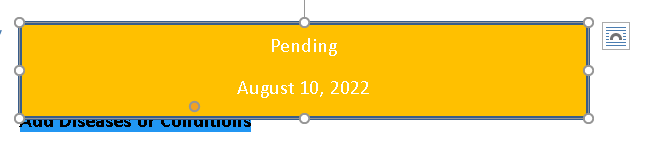 Pending
August 10, 2022
Add Diseases or Conditions